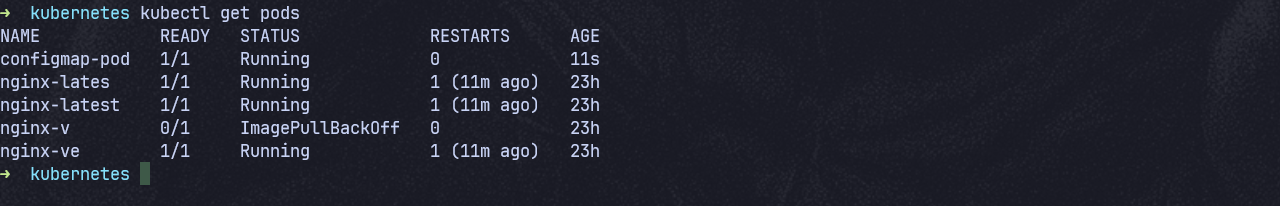 → kubernetes kubectl get pods
NAME READY STATUS RESTARTS AGE
configmap-pod 1/1 Running 0 11s
nginx-lates 1/1 Running 1 (11m ago) 23h
nginx-latest 1/1 Running 1 (11m ago) 23h
nginx-v 0/1 ImagePullBackOff 0 23h
nginx-ve 1/1 Running 1 (11m ago) 23h
→ kubernetes